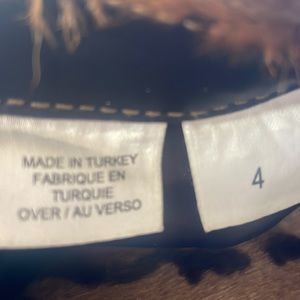 MADE IN TURKEY
FABRIQUE EN
TURQUIE
OVER / AU VERSO
4